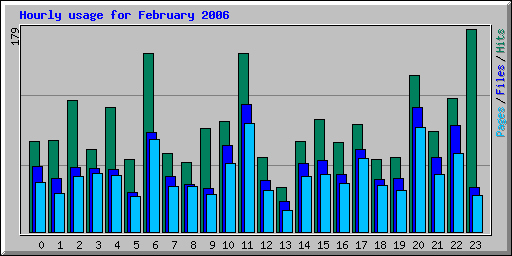 Hourly usage for February 2006
179
Pages / Files / Hits
0 1 2 3 4 5 6 7 8 9 10 11 12 13 14 15 16 17 18 19 20 21 22 23